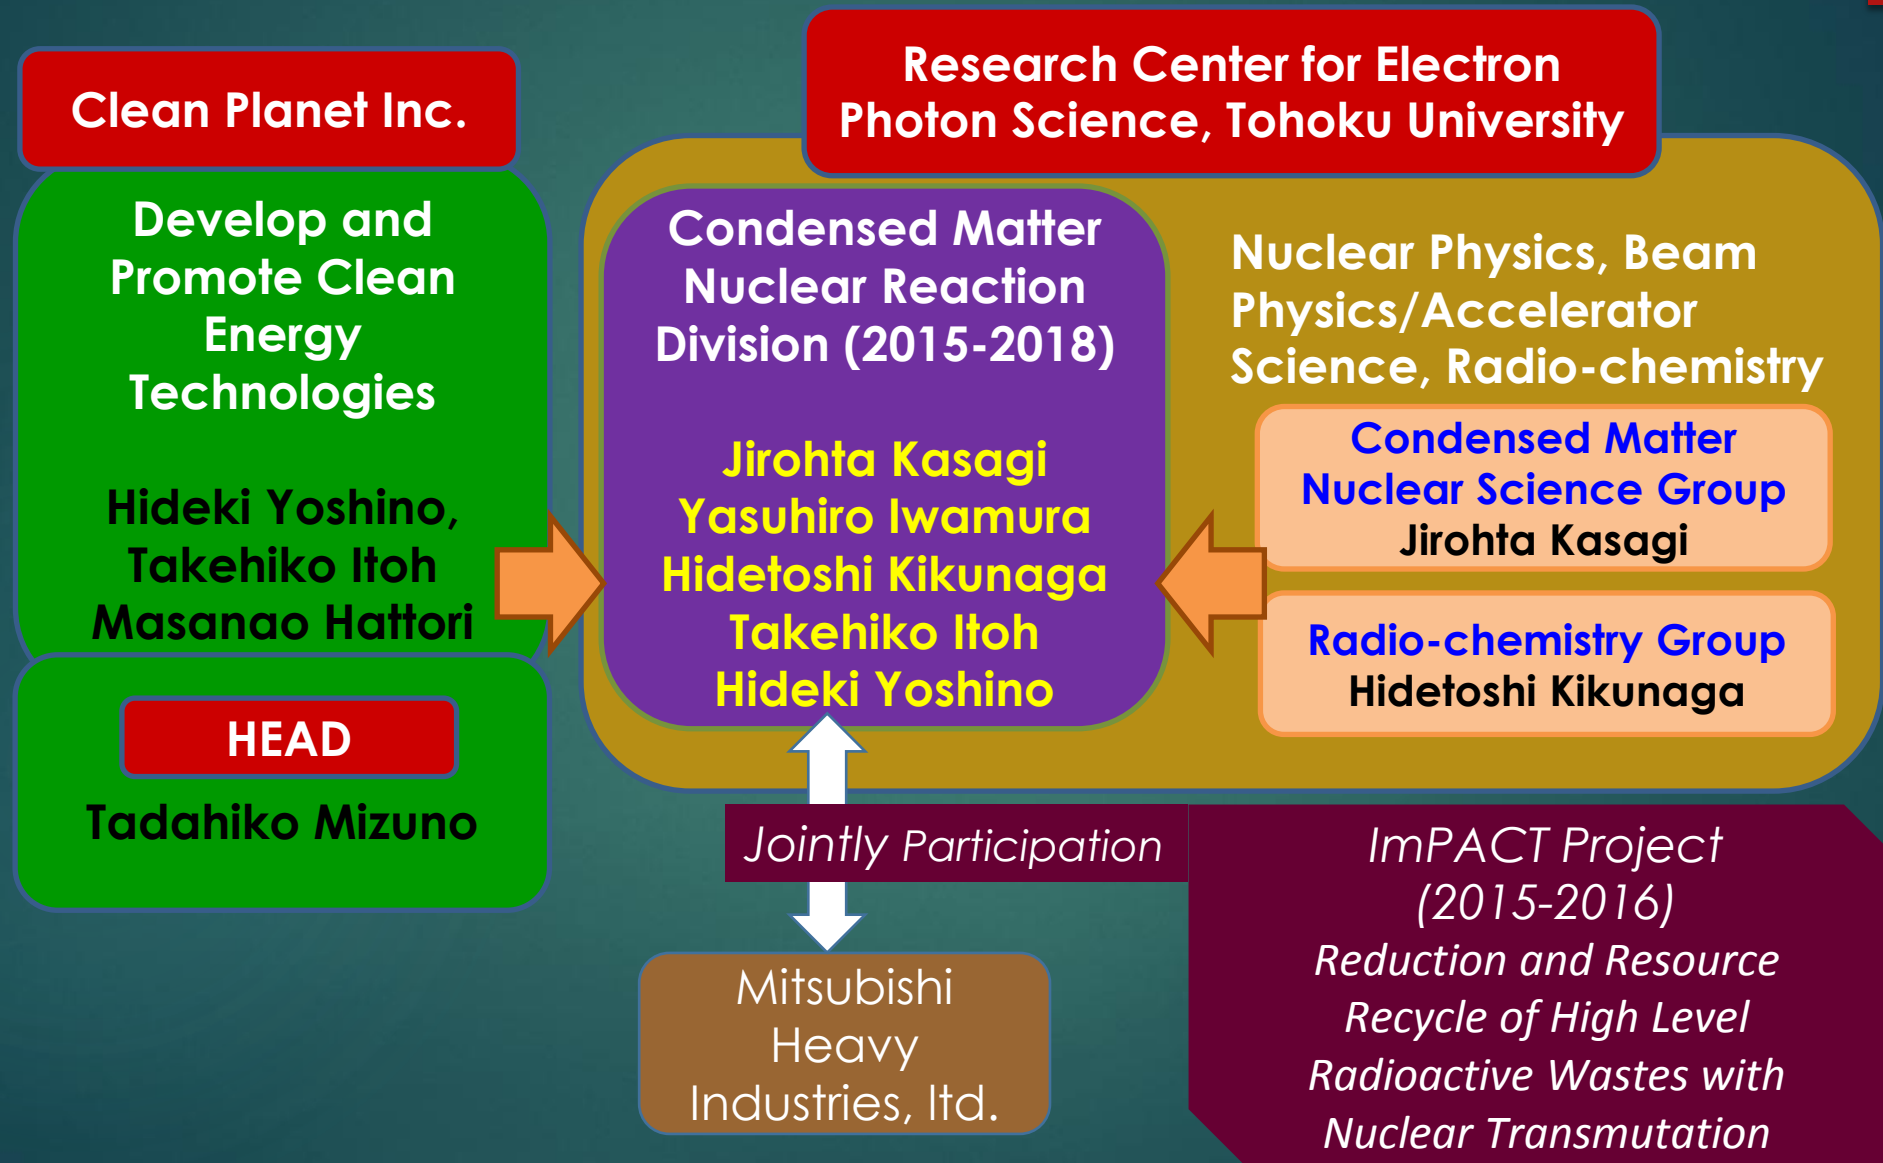 Clean Planet Inc.
Develop and
Promote Clean
Energy
Technologies
Hideki Yoshino,
Takehiko Itoh
Masanao Hattori
HEAD
Tadahiko Mizuno
Research Center for Electron
Photon Science, Tohoku University
Condensed Matter
Nuclear Reaction
Division (2015-2018)
Jirohta Kasagi
Yasuhiro Iwamura
Hidetoshi Kikunaga
Takehiko Itoh
Hideki Yoshino
Nuclear Physics, Beam
Physics/Accelerator
Science, Radio-chemistry
Condensed Matter
Nuclear Science Group
Jirohta Kasagi
Radio-chemistry Group
Hidetoshi Kikunaga
Jointly Participation
Mitsubishi
Heavy
Industries, ltd.
ImPACT Project
(2015-2016)
Reduction and Resource
Recycle of High Level
Radioactive Wastes with
Nuclear Transmutation